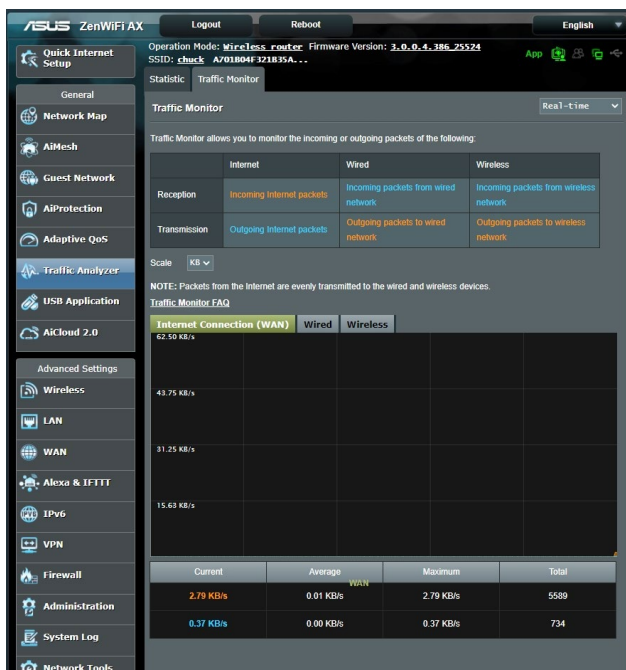 ASUS ZenWiFi AX Logout Reboot English
Quick Internet Setup
Operation Mode: Wireless router Firmware Version: 3.0.0.4.386_25524
SSID: chuck A701B04F321B35A... App
Statistic Traffic Monitor
General
Network Map
AiMesh
Guest Network
AiProtection
Adaptive QoS
Traffic Analyzer
USB Application
AiCloud 2.0
Advanced Settings
Wireless
LAN
WAN
Alexa & IFTTT
IPv6
VPN
Firewall
Administration
System Log
Network Tools
Traffic Monitor Real-time
Traffic Monitor allows you to monitor the incoming or outgoing packets of the following:
Internet Wired Wireless
Reception Incoming Internet packets Incoming packets from wired network Incoming packets from wireless network
Transmission Outgoing Internet packets Outgoing packets to wired network Outgoing packets to wireless network
Scale KB
NOTE: Packets from the Internet are evenly transmitted to the wired and wireless devices.
Traffic Monitor FAQ
Internet Connection (WAN) Wired Wireless
62.50 KB/s
43.75 KB/s
31.25 KB/s
15.63 KB/s
Current Average Maximum Total
WAN
2.79 KB/s 0.01 KB/s 2.79 KB/s 5589
0.37 KB/s 0.00 KB/s 0.37 KB/s 734